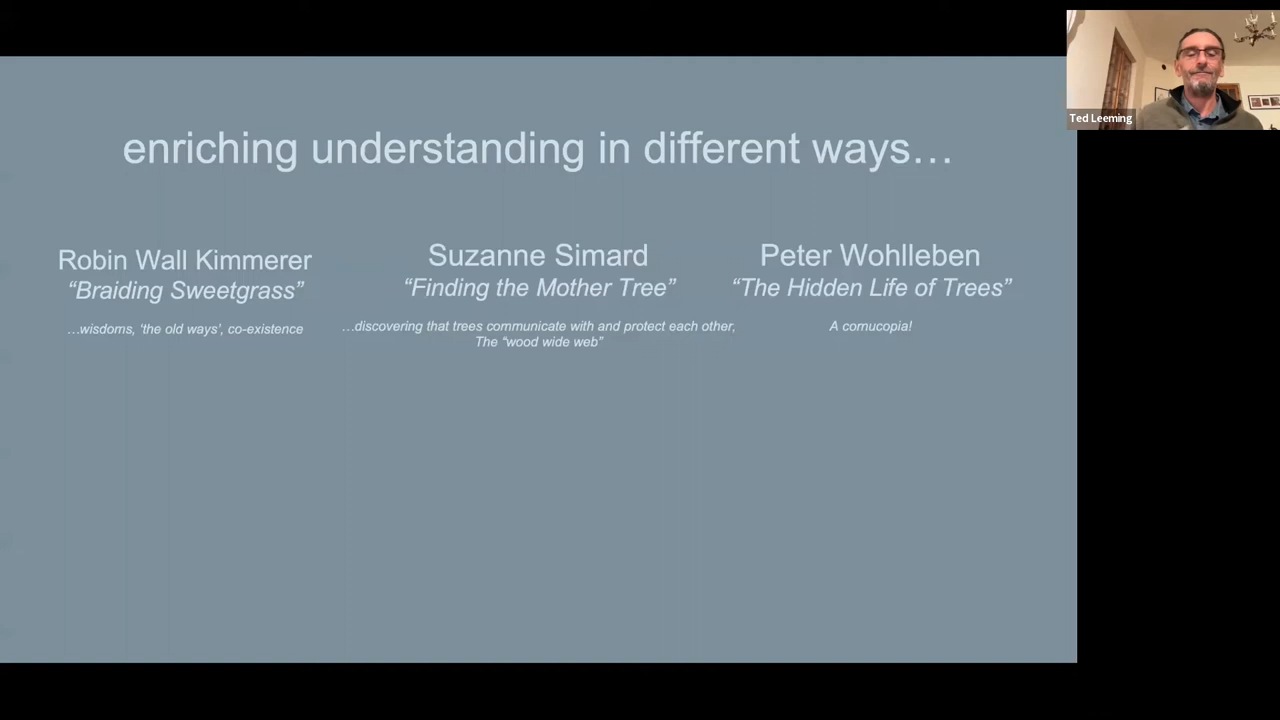 enriching understanding in different ways…
Robin Wall Kimmerer
“Braiding Sweetgrass”
…wisdoms, ‘the old ways’, co-existence
Suzanne Simard
“Finding the Mother Tree”
…discovering that trees communicate with and protect each other,
The “wood wide web”
Peter Wohlleben
“The Hidden Life of Trees”
A cornucopia!
Ted Leeming